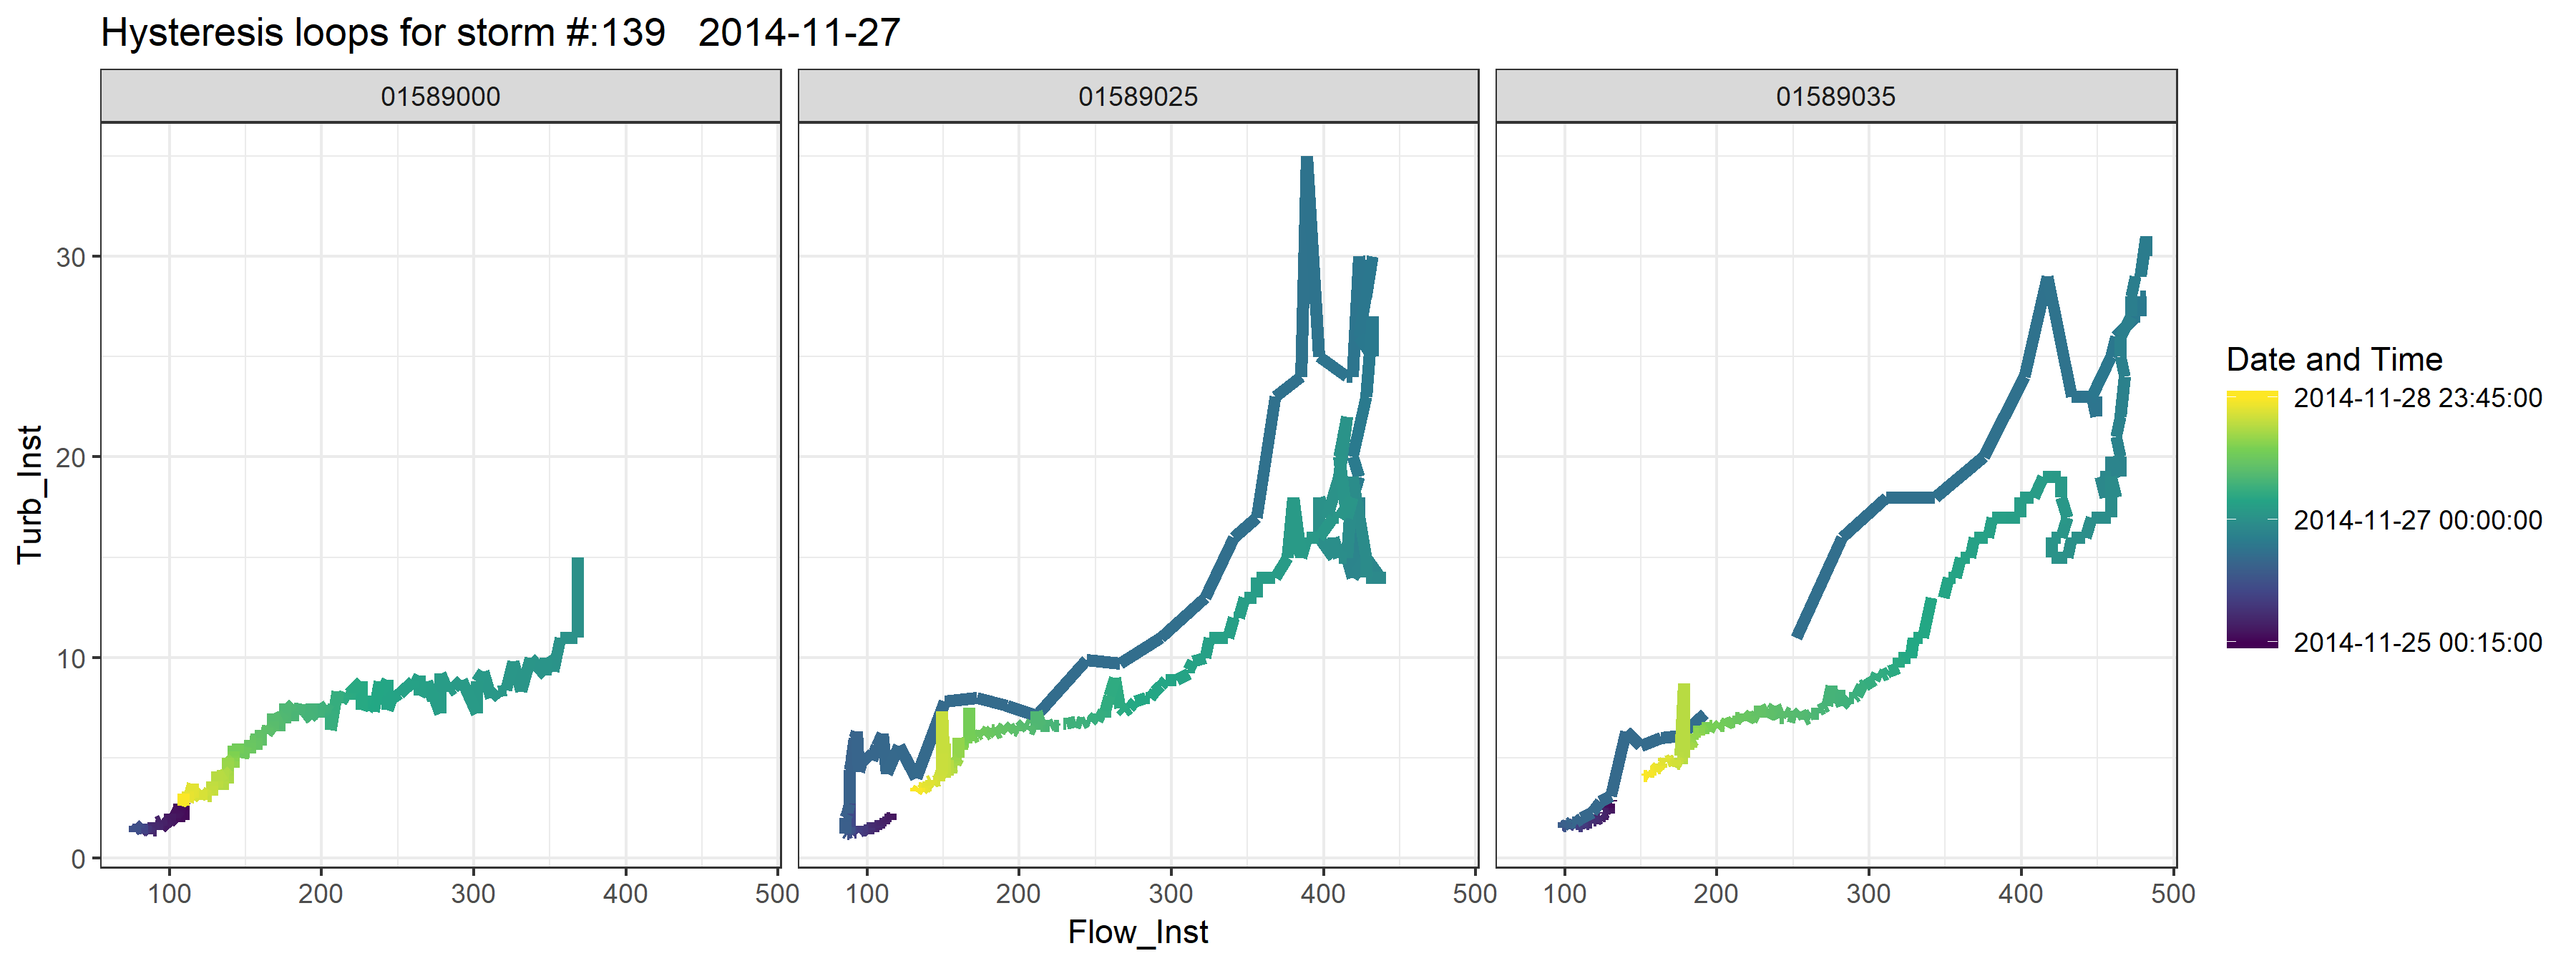 Hysteresis loops for storm #:139   2014-11-27
01589000
01589025
01589035
Turb_Inst
30
20
10
0
100 200 300 400 500
100 200 300 400 500
100 200 300 400 500
Flow_Inst
Date and Time
2014-11-28 23:45:00
2014-11-27 00:00:00
2014-11-25 00:15:00